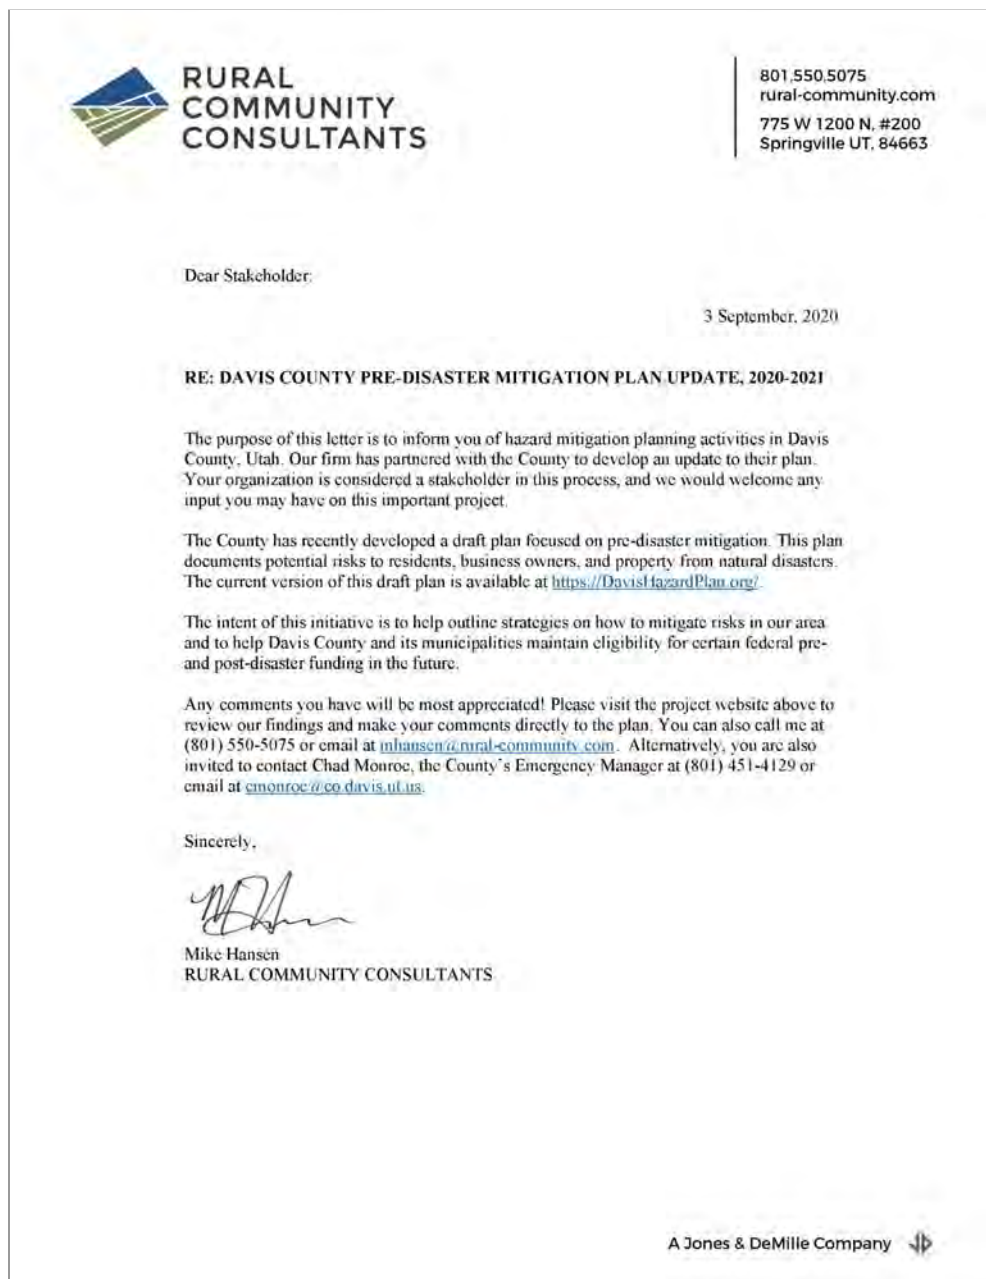 RURAL
COMMUNITY
CONSULTANTS
801.550.5075
rural-community.com
775 W 1200 N, #200
Springville UT, 84663
Dear Stakeholder:
3 September, 2020
RE: DAVIS COUNTY PRE-DISASTER MITIGATION PLAN UPDATE, 2020-2021
The purpose of this letter is to inform you of hazard mitigation planning activities in Davis
County, Utah. Our firm has partnered with the County to develop an update to their plan.
Your organization is considered a stakeholder in this process, and we would welcome any
input you may have on this important project.
The County has recently developed a draft plan focused on pre-disaster mitigation. This plan
documents potential risks to residents, business owners, and property from natural disasters.
The current version of this draft plan is available at https://DavisHazardPlan.org/.
The intent of this initiative is to help outline strategies on how to mitigate risks in our area
and to help Davis County and its municipalities maintain eligibility for certain federal pre-
and post-disaster funding in the future.
Any comments you have will be most appreciated! Please visit the project website above to
review our findings and make your comments directly to the plan. You can also call me at
(801) 550-5075 or email at mhansen@rural-community.com. Alternatively, you are also
invited to contact Chad Monroe, the County's Emergency Manager at (801) 451-4129 or
email at cmonroe@co.davis.ut.us.
Sincerely,
Mike Hansen
RURAL COMMUNITY CONSULTANTS
A Jones & DeMille Company